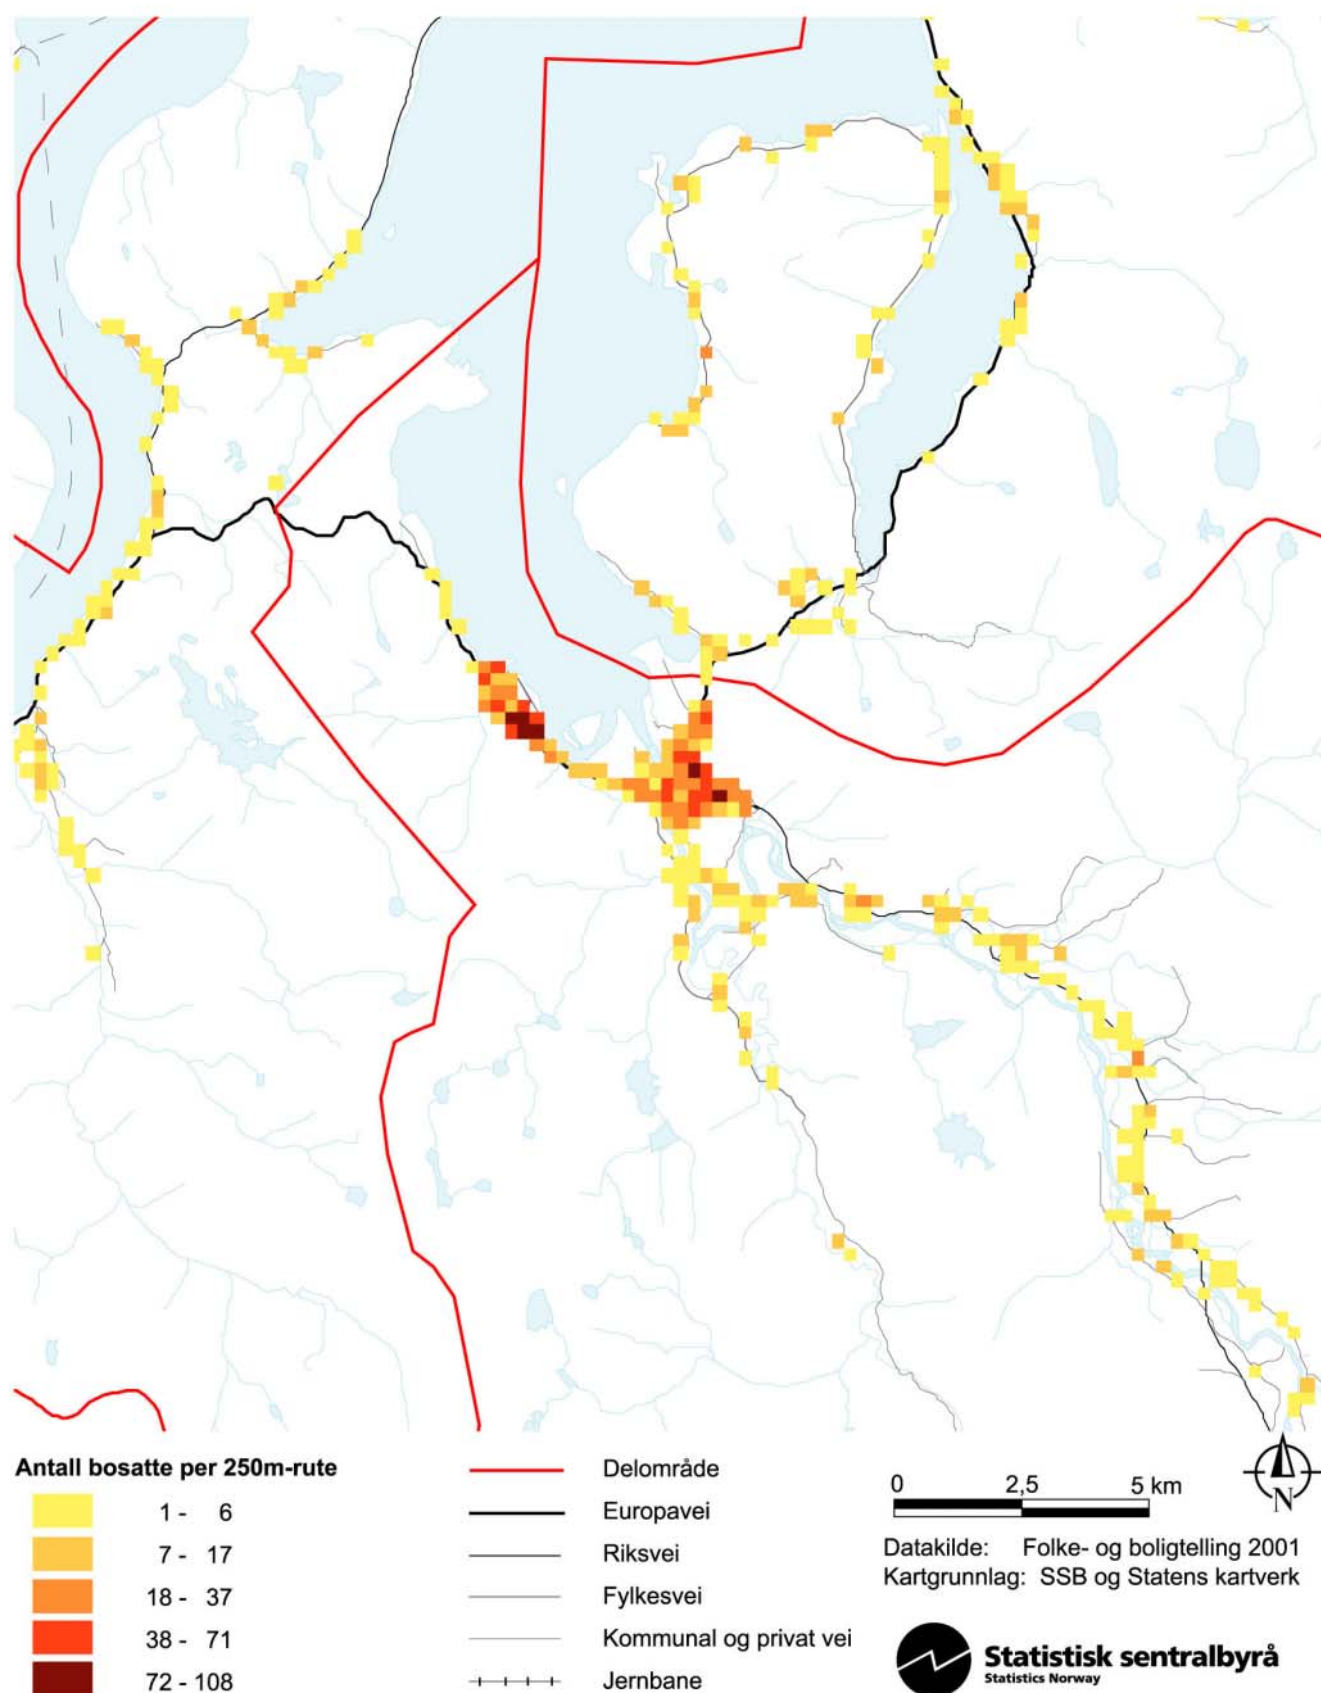 Antall bosatte per 250m-rute
1 - 6
7 - 17
18 - 37
38 - 71
72 - 108
Delområde
Europavei
Riksvei
Fylkesvei
Kommunal og privat vei
Jernbane
0 2,5 5 km
N
Datakilde: Folke- og boligtelling 2001
Kartgrunnlag: SSB og Statens kartverk
Statistisk sentralbyrå
Statistics Norway